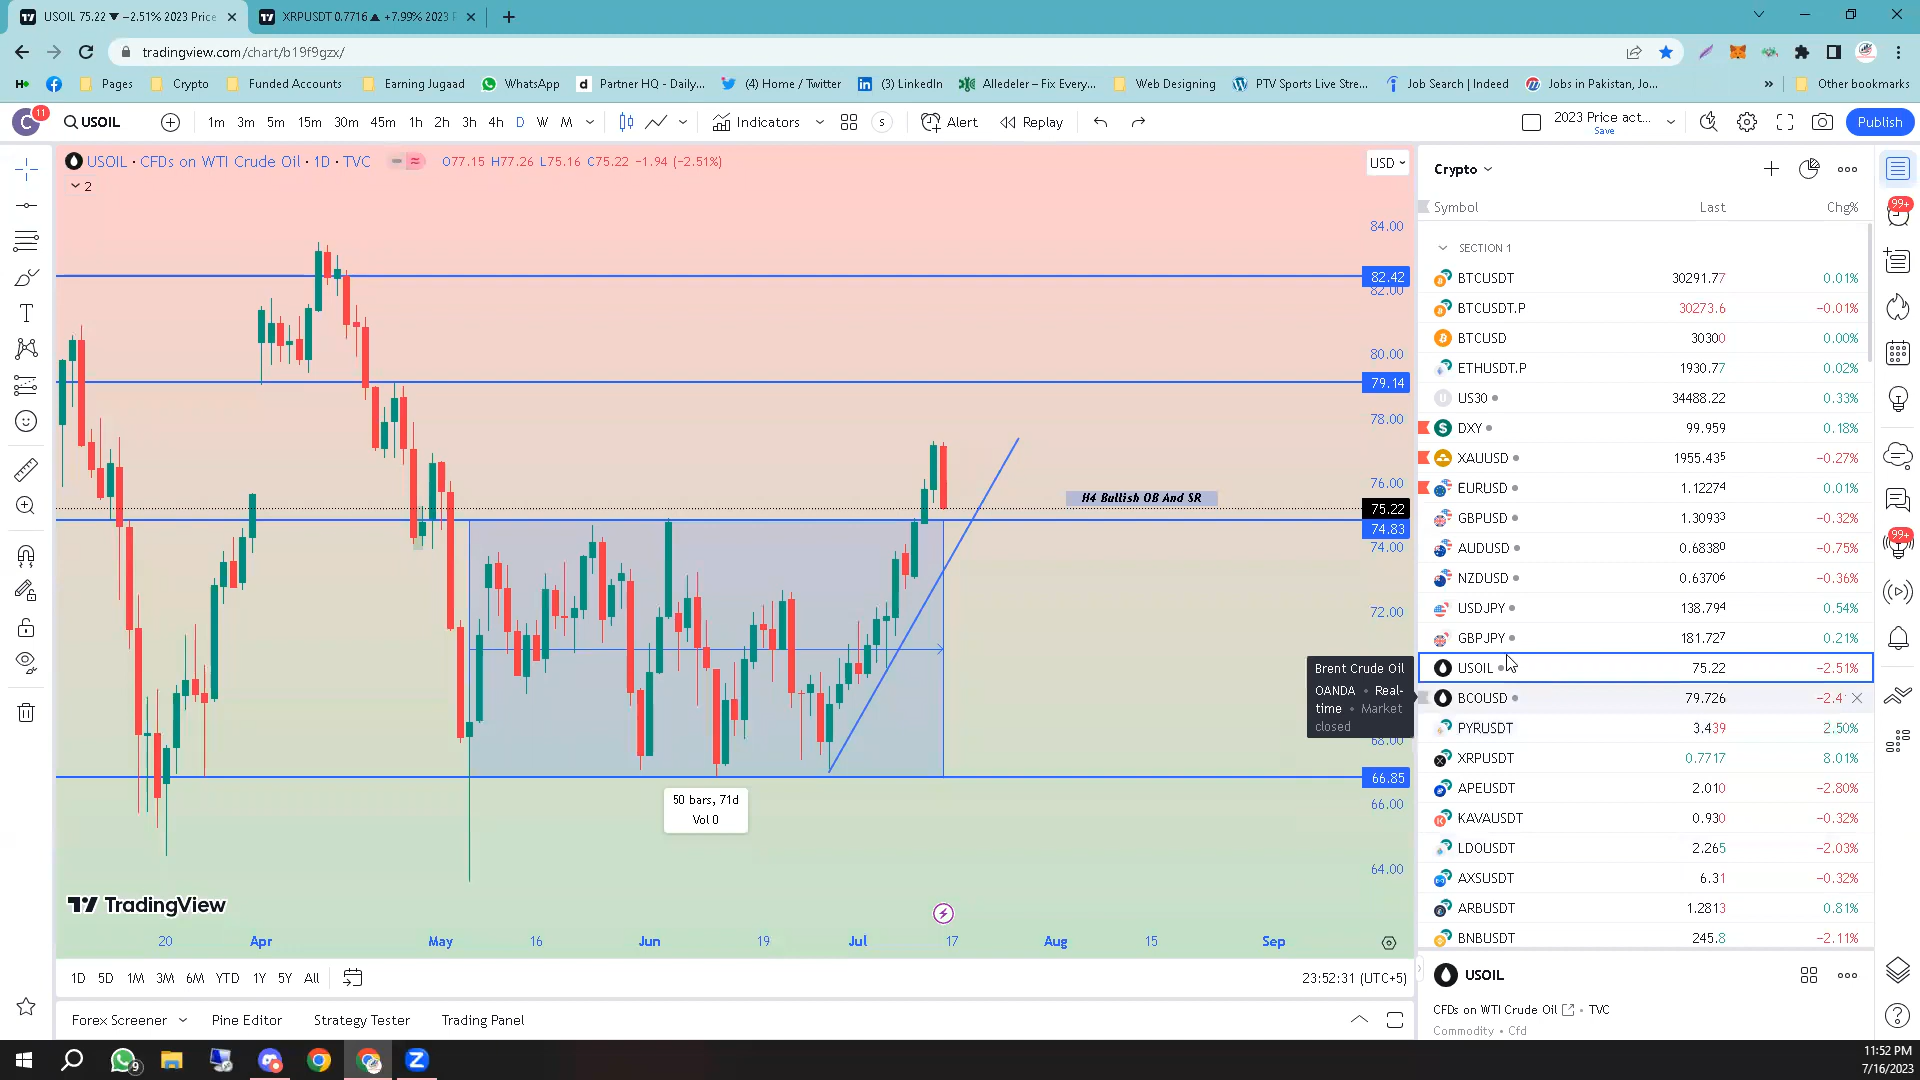 USOIL 75.22 ▼ −2.51% 2023 Price
XRPUSDT 0.7716 ▲ +7.99% 2023 P
tradingview.com/chart/b19f9gzx/
Pages
Crypto
Funded Accounts
Earning Jugaad
WhatsApp
Partner HQ - Daily...
(4) Home / Twitter
(3) LinkedIn
Alledeler – Fix Every...
Web Designing
PTV Sports Live Stre...
Job Search | Indeed
Jobs in Pakistan, Jo...
»
Other bookmarks
C 11
USOIL
1m 3m 5m 15m 30m 45m 1h 2h 3h 4h D W M
Indicators
S
Alert
Replay
2023 Price act...
Save
Publish
USOIL · CFDs on WTI Crude Oil · 1D · TVC
O77.15 H77.26 L75.16 C75.22 −1.94 (−2.51%)
2
USD
84.00
82.42
82.00
80.00
79.14
78.00
76.00
H4 Bullish OB And SR
75.22
74.83
74.00
72.00
68.00
66.85
66.00
64.00
50 bars, 71d
Vol 0
TradingView
20 Apr May 16 Jun 19 Jul 17 Aug 15 Sep
1D 5D 1M 3M 6M YTD 1Y 5Y All
23:52:31 (UTC+5)
Forex Screener
Pine Editor
Strategy Tester
Trading Panel
Crypto
Symbol Last Chg%
SECTION 1
BTCUSDT 30291.77 0.01%
BTCUSDT.P 30273.6 −0.01%
BTCUSD 30300 0.00%
ETHUSDT.P 1930.77 0.02%
US30 34488.22 0.33%
DXY 99.959 0.18%
XAUUSD 1955.435 −0.27%
EURUSD 1.12274 0.01%
GBPUSD 1.30933 −0.32%
AUDUSD 0.68380 −0.75%
NZDUSD 0.63706 −0.36%
USDJPY 138.794 0.54%
GBPJPY 181.727 0.21%
USOIL 75.22 −2.51%
BCOUSD 79.726 −2.4
PYRUSDT 3.439 2.50%
XRPUSDT 0.7717 8.01%
APEUSDT 2.010 −2.80%
KAVAUSDT 0.930 −0.32%
LDOUSDT 2.265 −2.03%
AXSUSDT 6.31 −0.32%
ARBUSDT 1.2813 0.81%
BNBUSDT 245.8 −2.11%
Brent Crude Oil
OANDA • Real-
time • Market
closed
USOIL
CFDs on WTI Crude Oil • TVC
Commodity • Cfd
99+
99+
9
11:52 PM
7/16/2023